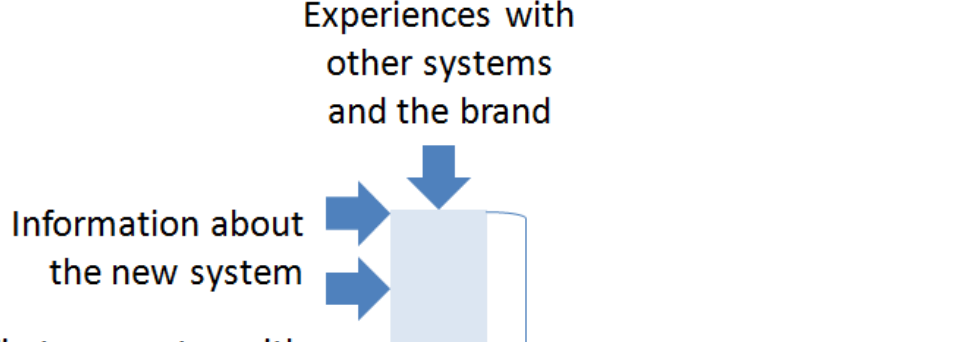 Experiences with
other systems
and the brand
Information about
the new system